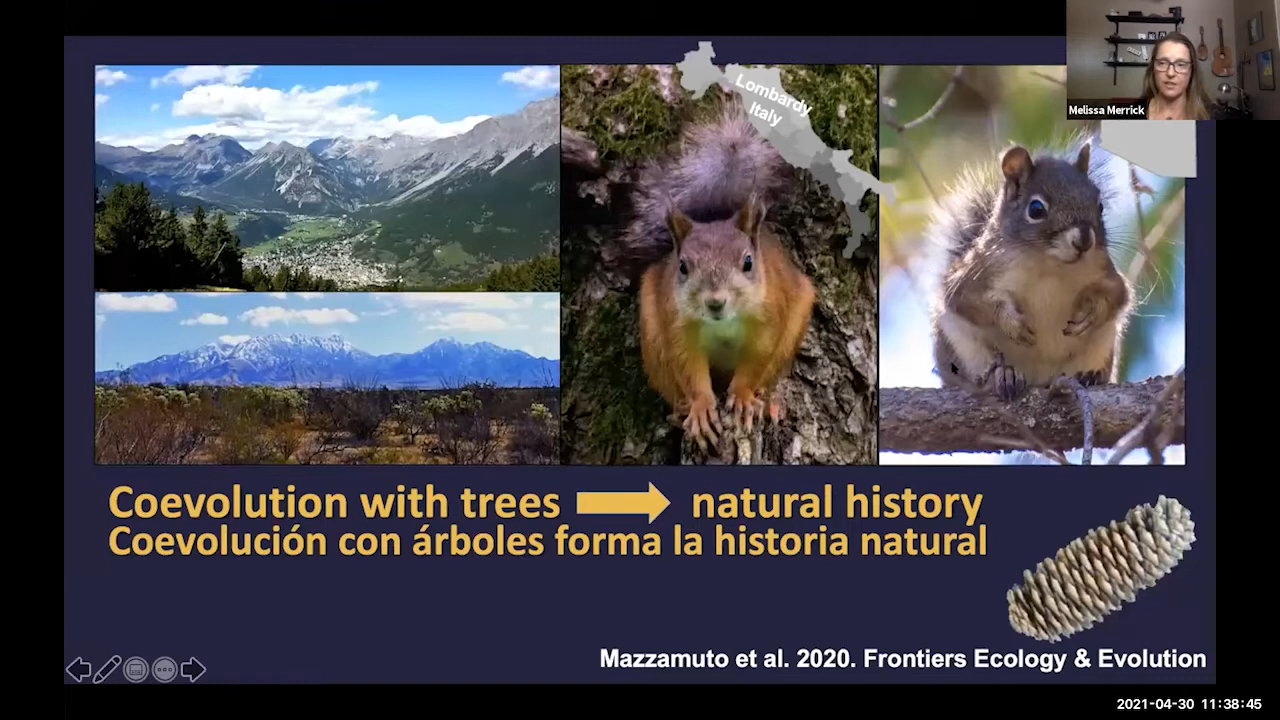 Melissa Merrick
Lombardy
Italy
Coevolution with trees natural history
Coevolución con árboles forma la historia natural
Mazzamuto et al. 2020. Frontiers Ecology & Evolution
2021-04-30 11:38:45